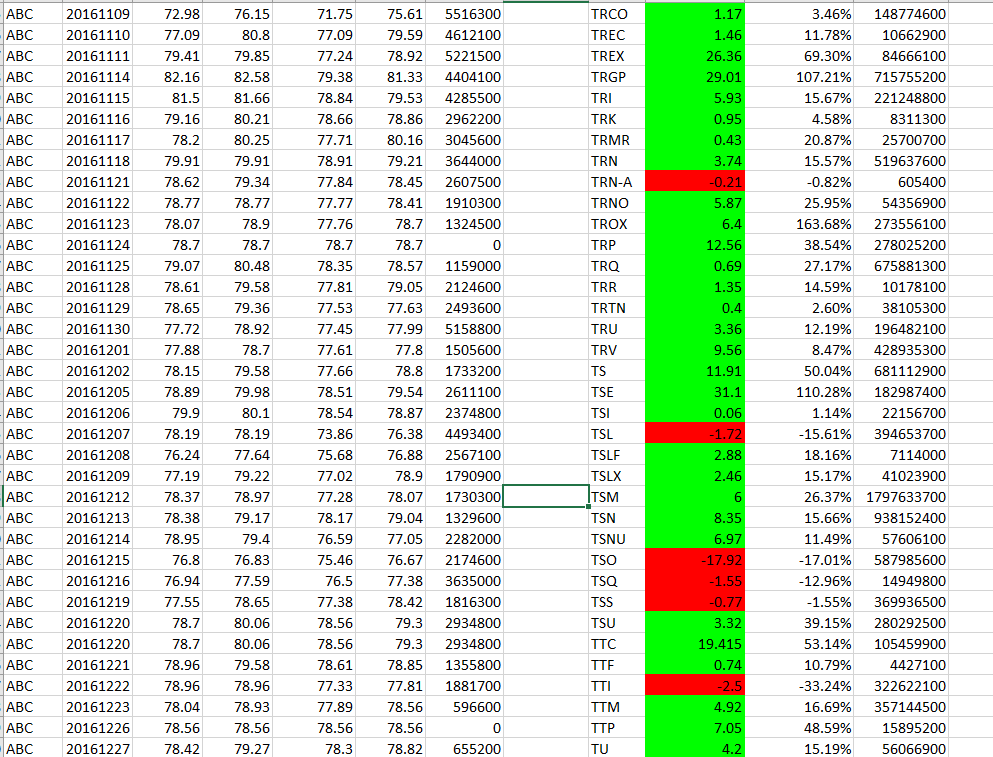 ABC 20161109 72.98 76.15 71.75 75.61 5516300 TRCO 1.17 3.46% 148774600
ABC 20161110 77.09 80.8 77.09 79.59 4612100 TREC 1.46 11.78% 10662900
ABC 20161111 79.41 79.85 77.24 78.92 5221500 TREX 26.36 69.30% 84666100
ABC 20161114 82.16 82.58 79.38 81.33 4404100 TRGP 29.01 107.21% 715755200
ABC 20161115 81.5 81.66 78.84 79.53 4285500 TRI 5.93 15.67% 221248800
ABC 20161116 79.16 80.21 78.66 78.86 2962200 TRK 0.95 4.58% 8311300
ABC 20161117 78.2 80.25 77.71 80.16 3045600 TRMR 0.43 20.87% 25700700
ABC 20161118 79.91 79.91 78.91 79.21 3644000 TRN 3.74 15.57% 519637600
ABC 20161121 78.62 79.34 77.84 78.45 2607500 TRN-A -0.21 -0.82% 605400
ABC 20161122 78.77 78.77 77.77 78.41 1910300 TRNO 5.87 25.95% 54356900
ABC 20161123 78.07 78.9 77.76 78.7 1324500 TROX 6.4 163.68% 273556100
ABC 20161124 78.7 78.7 78.7 78.7 0 TRP 12.56 38.54% 278025200
ABC 20161125 79.07 80.48 78.35 78.57 1159000 TRQ 0.69 27.17% 675881300
ABC 20161128 78.61 79.58 77.81 79.05 2124600 TRR 1.35 14.59% 10178100
ABC 20161129 78.65 79.36 77.53 77.63 2493600 TRTN 0.4 2.60% 38105300
ABC 20161130 77.72 78.92 77.45 77.99 5158800 TRU 3.36 12.19% 196482100
ABC 20161201 77.88 78.7 77.61 77.8 1505600 TRV 9.56 8.47% 428935300
ABC 20161202 78.15 79.58 77.66 78.8 1733200 TS 11.91 50.04% 681112900
ABC 20161205 78.89 79.98 78.51 79.54 2611100 TSE 31.1 110.28% 182987400
ABC 20161206 79.9 80.1 78.54 78.87 2374800 TSI 0.06 1.14% 22156700
ABC 20161207 78.19 78.19 73.86 76.38 4493400 TSL -1.72 -15.61% 394653700
ABC 20161208 76.24 77.64 75.68 76.88 2567100 TSLF 2.88 18.16% 7114000
ABC 20161209 77.19 79.22 77.02 78.9 1790900 TSLX 2.46 15.17% 41023900
ABC 20161212 78.37 78.97 77.28 78.07 1730300 TSM 6 26.37% 1797633700
ABC 20161213 78.38 79.17 78.17 79.04 1329600 TSN 8.35 15.66% 938152400
ABC 20161214 78.95 79.4 76.59 77.05 2282000 TSNU 6.97 11.49% 57606100
ABC 20161215 76.8 76.83 75.46 76.67 2174600 TSO -17.92 -17.01% 587985600
ABC 20161216 76.94 77.59 76.5 77.38 3635000 TSQ -1.55 -12.96% 14949800
ABC 20161219 77.55 78.65 77.38 78.42 1816300 TSS -0.77 -1.55% 369936500
ABC 20161220 78.7 80.06 78.56 79.3 2934800 TSU 3.32 39.15% 280292500
ABC 20161220 78.7 80.06 78.56 79.3 2934800 TTC 19.415 53.14% 105459900
ABC 20161221 78.96 79.58 78.61 78.85 1355800 TTF 0.74 10.79% 4427100
ABC 20161222 78.96 78.96 77.33 77.81 1881700 TTI -2.5 -33.24% 322622100
ABC 20161223 78.04 78.93 77.89 78.56 596600 TTM 4.92 16.69% 357144500
ABC 20161226 78.56 78.56 78.56 78.56 0 TTP 7.05 48.59% 15895200
ABC 20161227 78.42 79.27 78.3 78.82 655200 TU 4.2 15.19% 56066900